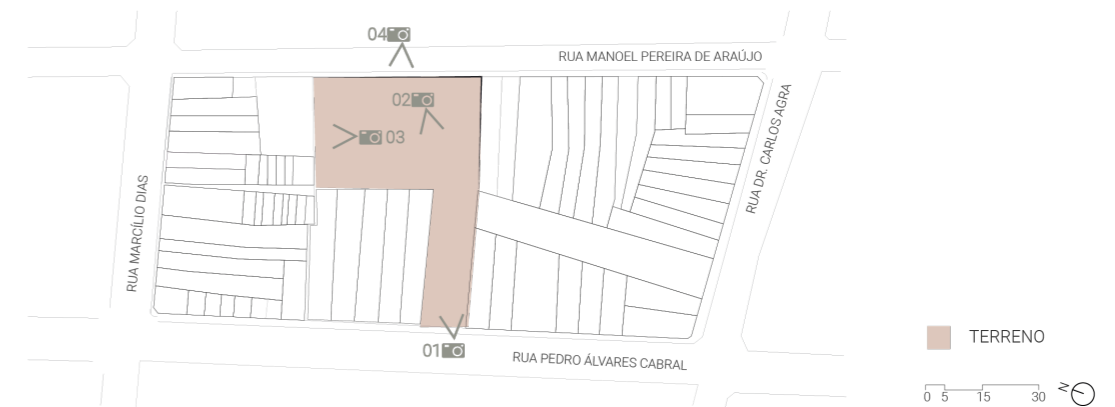 04
RUA MANOEL PEREIRA DE ARAÚJO
02
03
RUA DR. CARLOS AGRA
RUA MARCÍLIO DIAS
01
RUA PEDRO ÁLVARES CABRAL
TERRENO
0 5 15 30
N